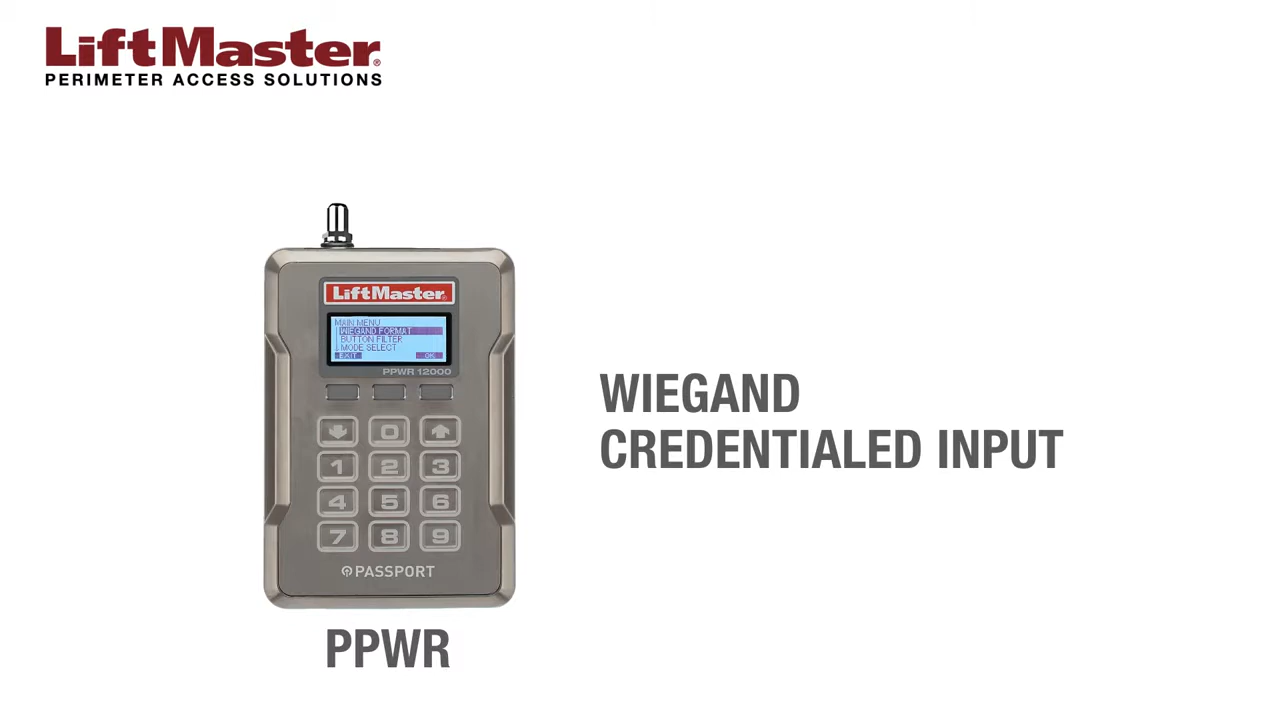 LiftMaster®
PERIMETER ACCESS SOLUTIONS
LiftMaster®
MAIN MENU
WIEGAND FORMAT
BUTTON FILTER
MODE SELECT
EXIT OK
PPWR 12000
0
1 2 3
4 5 6
7 8 9
PASSPORT
PPWR
WIEGAND
CREDENTIALED INPUT